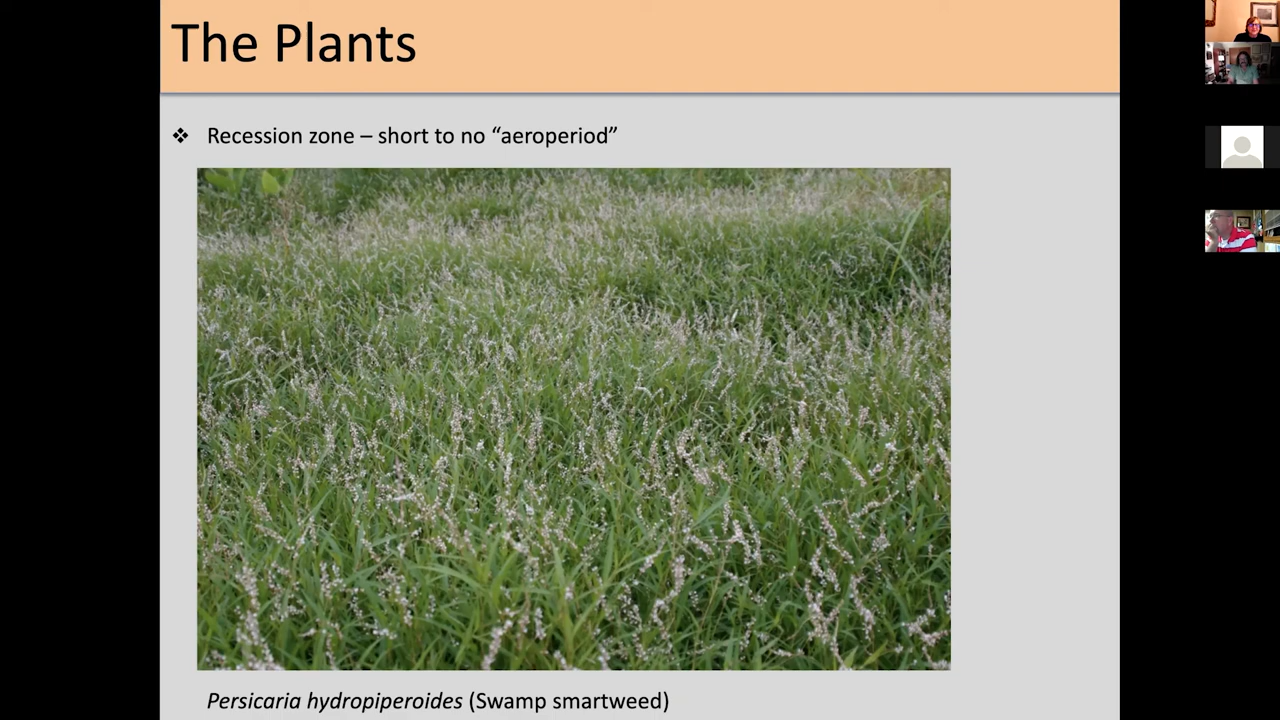 The Plants
❖ Recession zone – short to no “aeroperiod”
Persicaria hydropiperoides (Swamp smartweed)